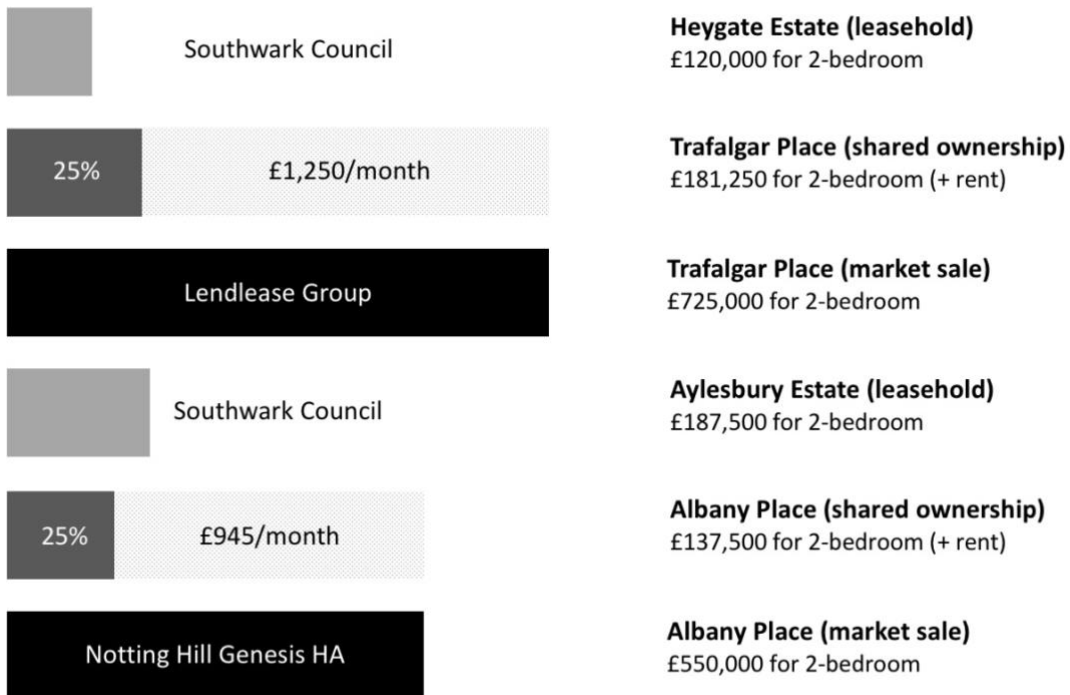 Southwark Council
Heygate Estate (leasehold)
£120,000 for 2-bedroom
25%
£1,250/month
Trafalgar Place (shared ownership)
£181,250 for 2-bedroom (+ rent)
Lendlease Group
Trafalgar Place (market sale)
£725,000 for 2-bedroom
Southwark Council
Aylesbury Estate (leasehold)
£187,500 for 2-bedroom
25%
£945/month
Albany Place (shared ownership)
£137,500 for 2-bedroom (+ rent)
Notting Hill Genesis HA
Albany Place (market sale)
£550,000 for 2-bedroom